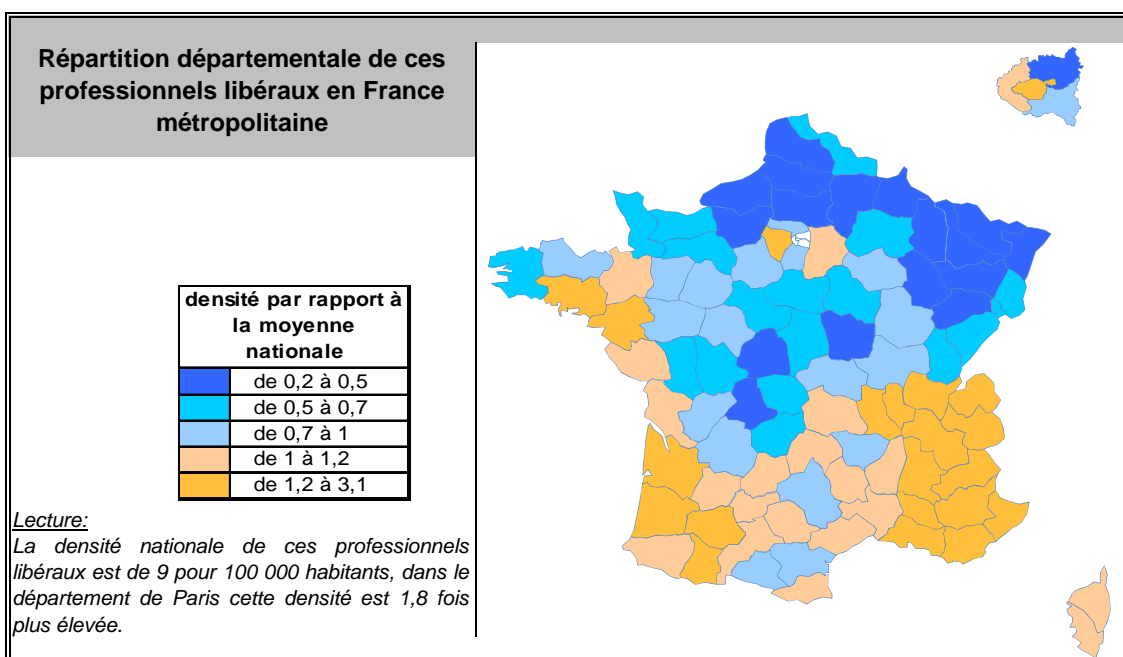 Répartition départementale de ces
professionnels libéraux en France
métropolitaine
densité par rapport à
la moyenne
nationale
de 0,2 à 0,5
de 0,5 à 0,7
de 0,7 à 1
de 1 à 1,2
de 1,2 à 3,1
Lecture:
La densité nationale de ces professionnels
libéraux est de 9 pour 100 000 habitants, dans le
département de Paris cette densité est 1,8 fois
plus élevée.